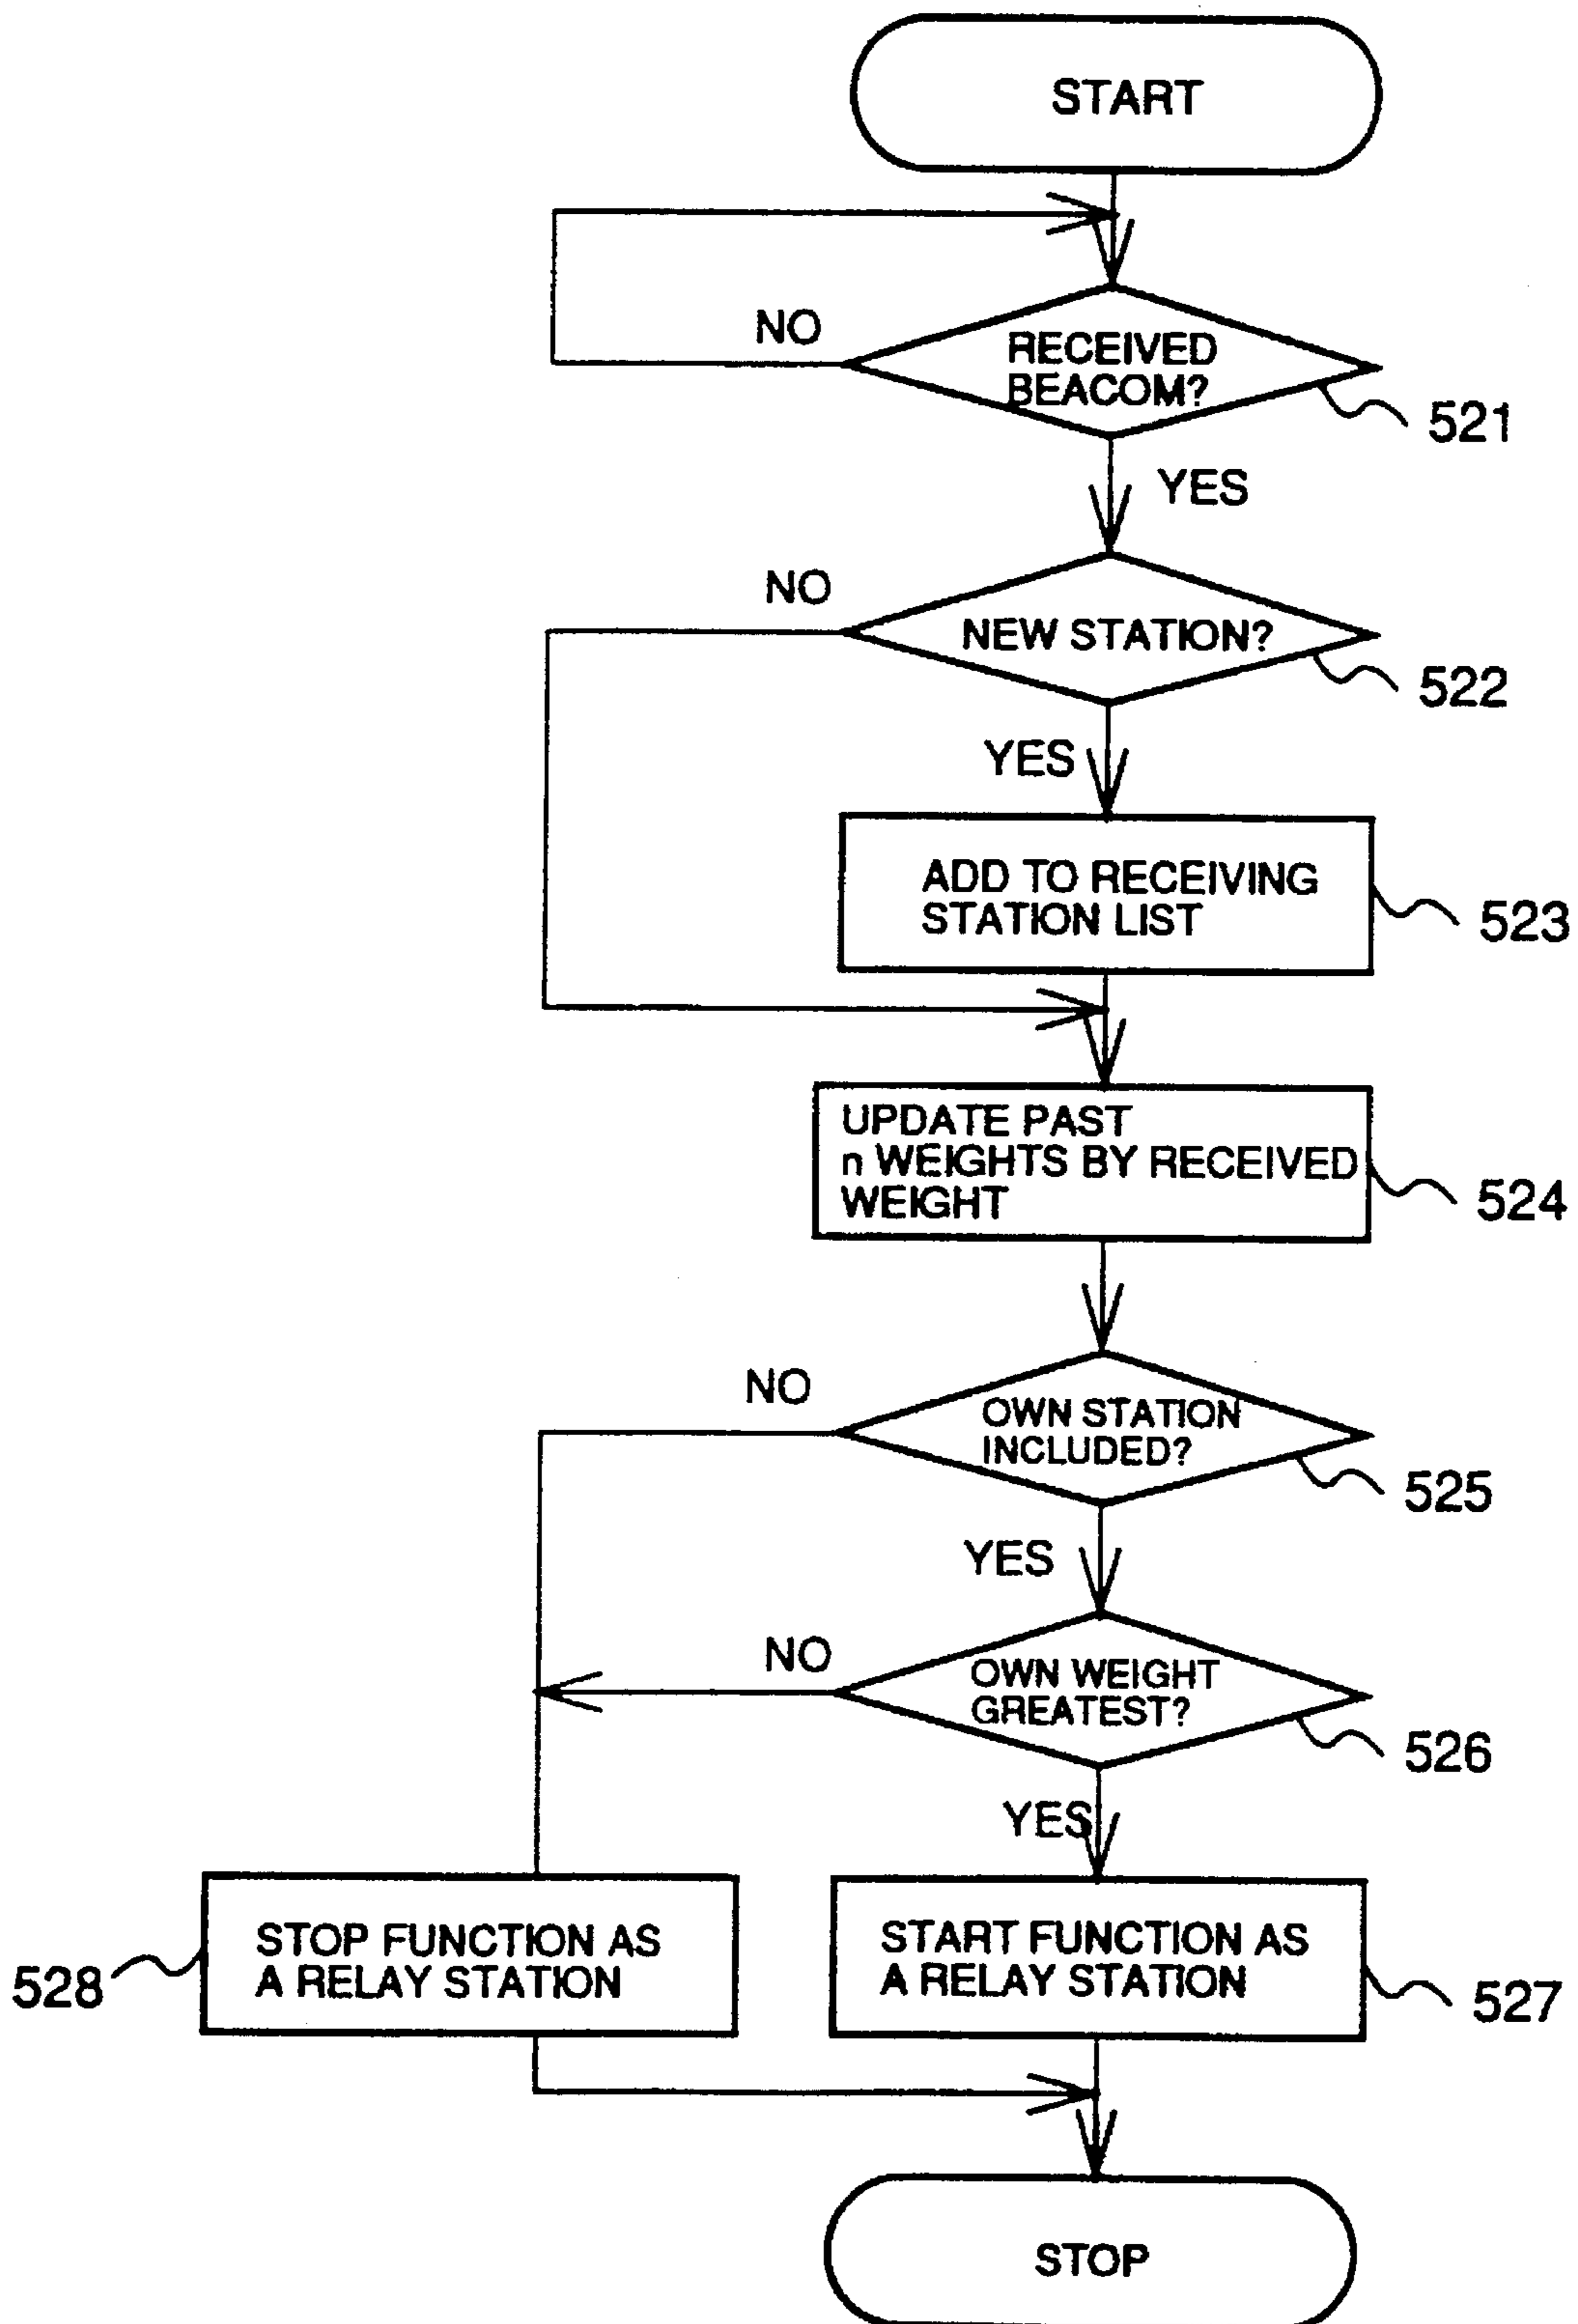 START
NO
RECEIVED
BEACOM?
521
YES
NO
NEW STATION?
522
YES
ADD TO RECEIVING
STATION LIST
523
UPDATE PAST
n WEIGHTS BY RECEIVED
WEIGHT
524
NO
OWN STATION
INCLUDED?
525
YES
NO
OWN WEIGHT
GREATEST?
526
YES
STOP FUNCTION AS
A RELAY STATION
528
START FUNCTION AS
A RELAY STATION
527
STOP